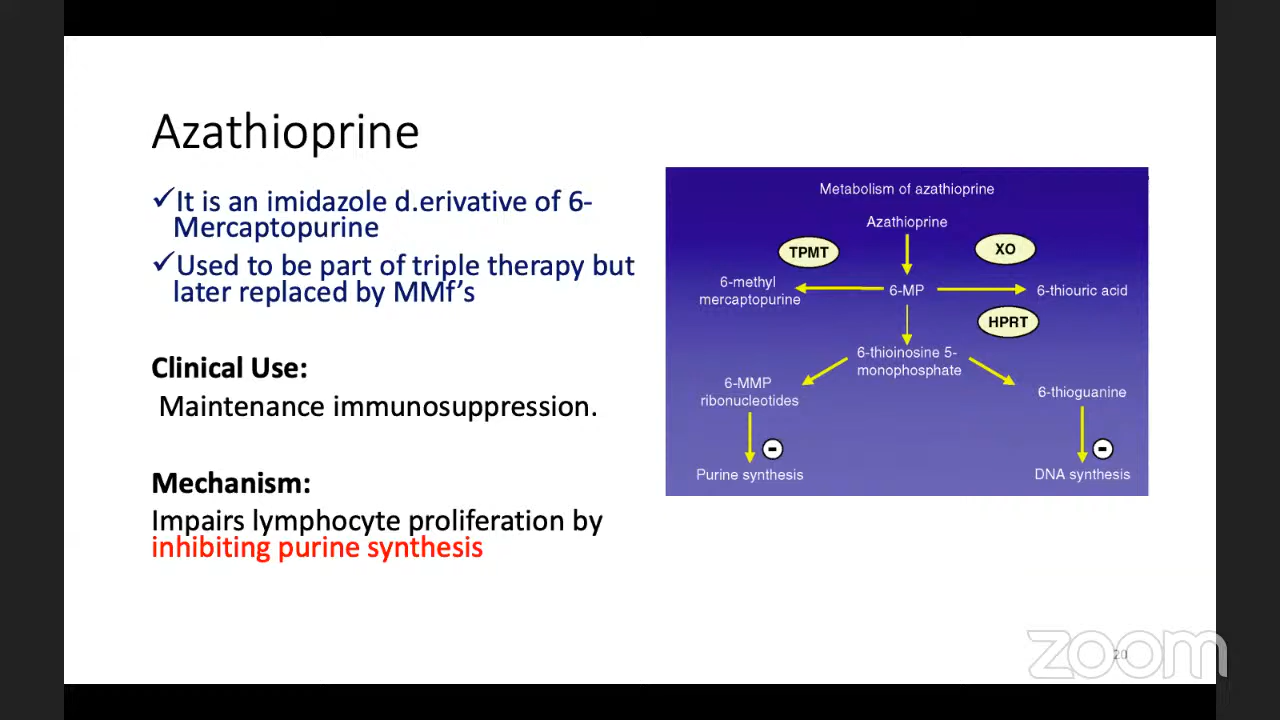 Azathioprine
✓It is an imidazole d.erivative of 6-
Mercaptopurine
✓Used to be part of triple therapy but
later replaced by MMf's
Clinical Use:
Maintenance immunosuppression.
Mechanism:
Impairs lymphocyte proliferation by
inhibiting purine synthesis
Metabolism of azathioprine
Azathioprine
TPMT
XO
6-methyl
mercaptopurine
6-MP
6-thiouric acid
HPRT
6-thioinosine 5-
monophosphate
6-MMP
ribonucleotides
6-thioguanine
-
-
Purine synthesis
DNA synthesis
zoom
20